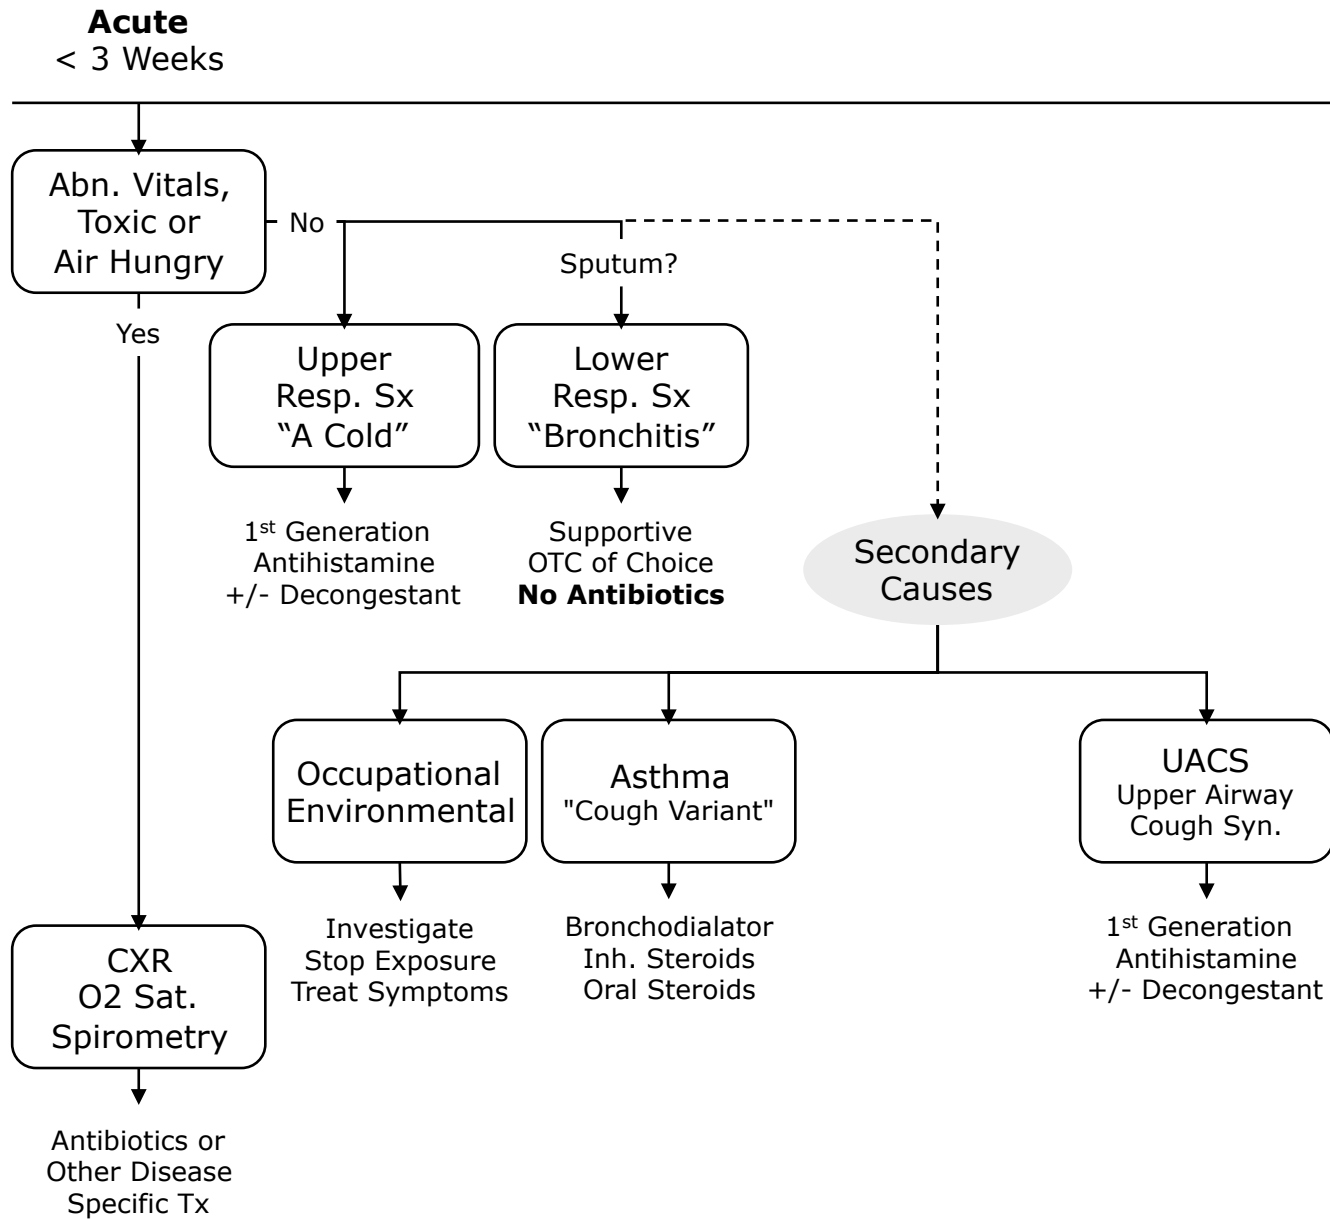 Acute
< 3 Weeks
Abn. Vitals,
Toxic or
Air Hungry
No
Sputum?
Yes
Upper
Resp. Sx
“A Cold”
Lower
Resp. Sx
“Bronchitis”
1st Generation
Antihistamine
+/- Decongestant
Supportive
OTC of Choice
No Antibiotics
Secondary
Causes
Occupational
Environmental
Asthma
"Cough Variant"
UACS
Upper Airway
Cough Syn.
Investigate
Stop Exposure
Treat Symptoms
Bronchodialator
Inh. Steroids
Oral Steroids
1st Generation
Antihistamine
+/- Decongestant
CXR
O2 Sat.
Spirometry
Antibiotics or
Other Disease
Specific Tx